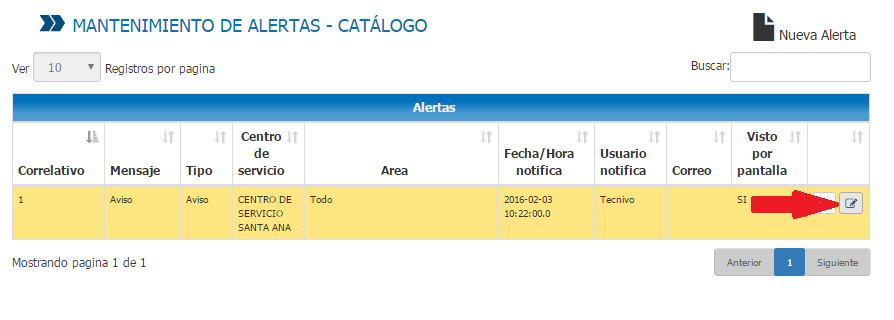 MANTENIMIENTO DE ALERTAS - CATÁLOGO
Nueva Alerta
Ver 10 Registros por pagina
Buscar:
Alertas
Correlativo Mensaje Tipo Centro de servicio Area Fecha/Hora notifica Usuario notifica Correo Visto por pantalla
1 Aviso Aviso CENTRO DE SERVICIO SANTA ANA Todo 2016-02-03 10:22:00.0 Tecnivo SI
Mostrando pagina 1 de 1
Anterior 1 Siguiente